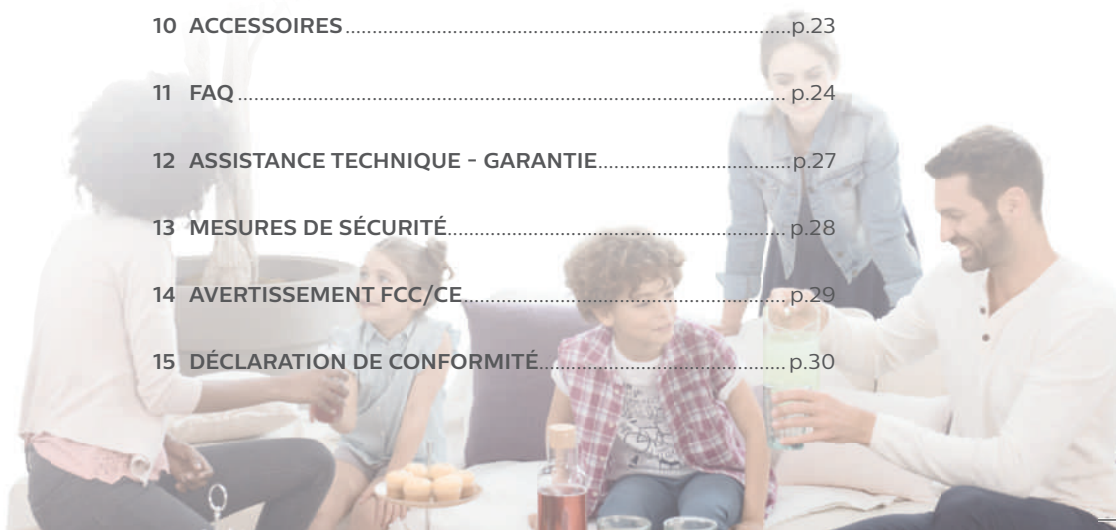 10 ACCESSOIRES..........p.23
11 FAQ..........p.24
12 ASSISTANCE TECHNIQUE - GARANTIE..........p.27
13 MESURES DE SÉCURITÉ..........p.28
14 AVERTISSEMENT FCC/CE..........p.29
15 DÉCLARATION DE CONFORMITÉ..........p.30